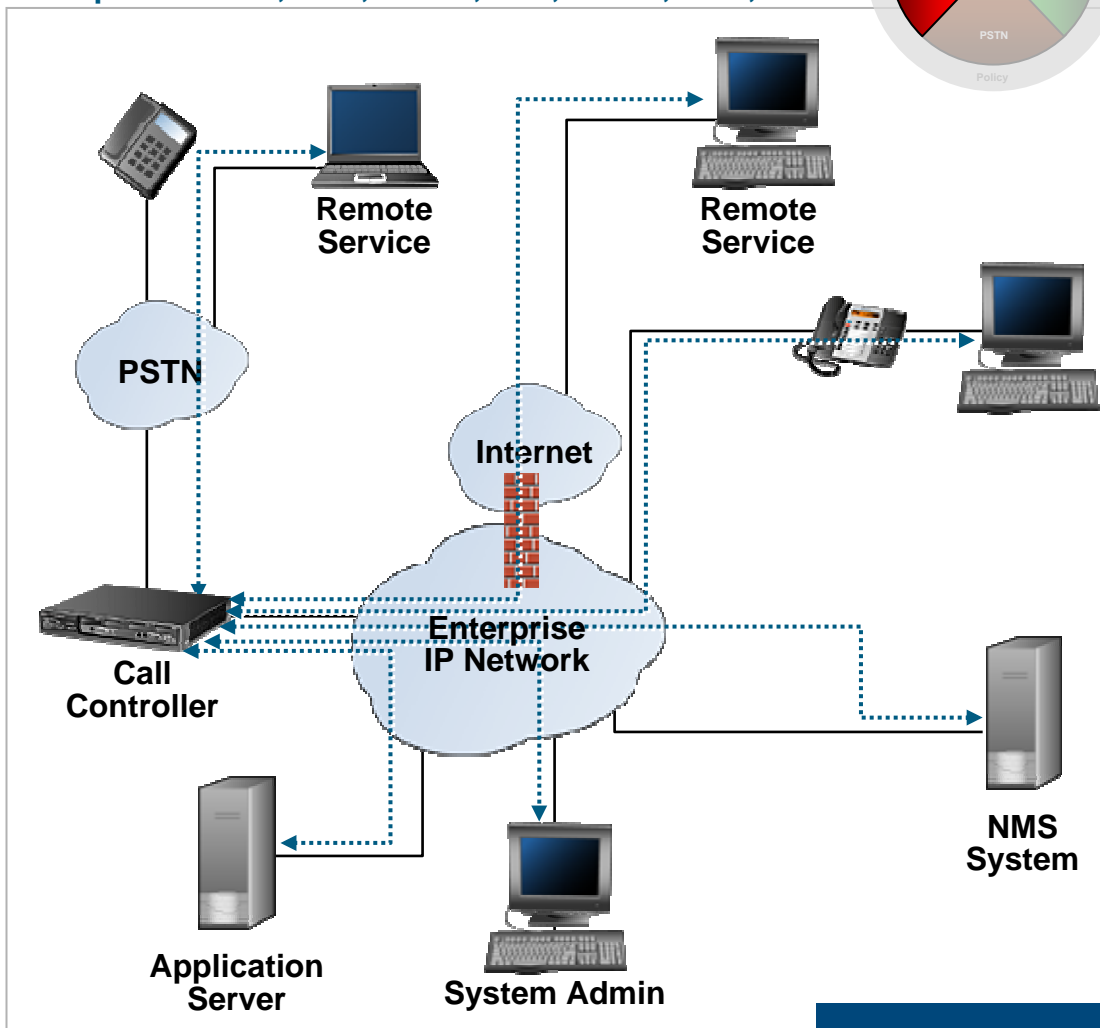 PSTN
Policy
Remote
Service
Remote
Service
PSTN
Internet
Enterprise
IP Network
Call
Controller
NMS
System
Application
Server
System Admin